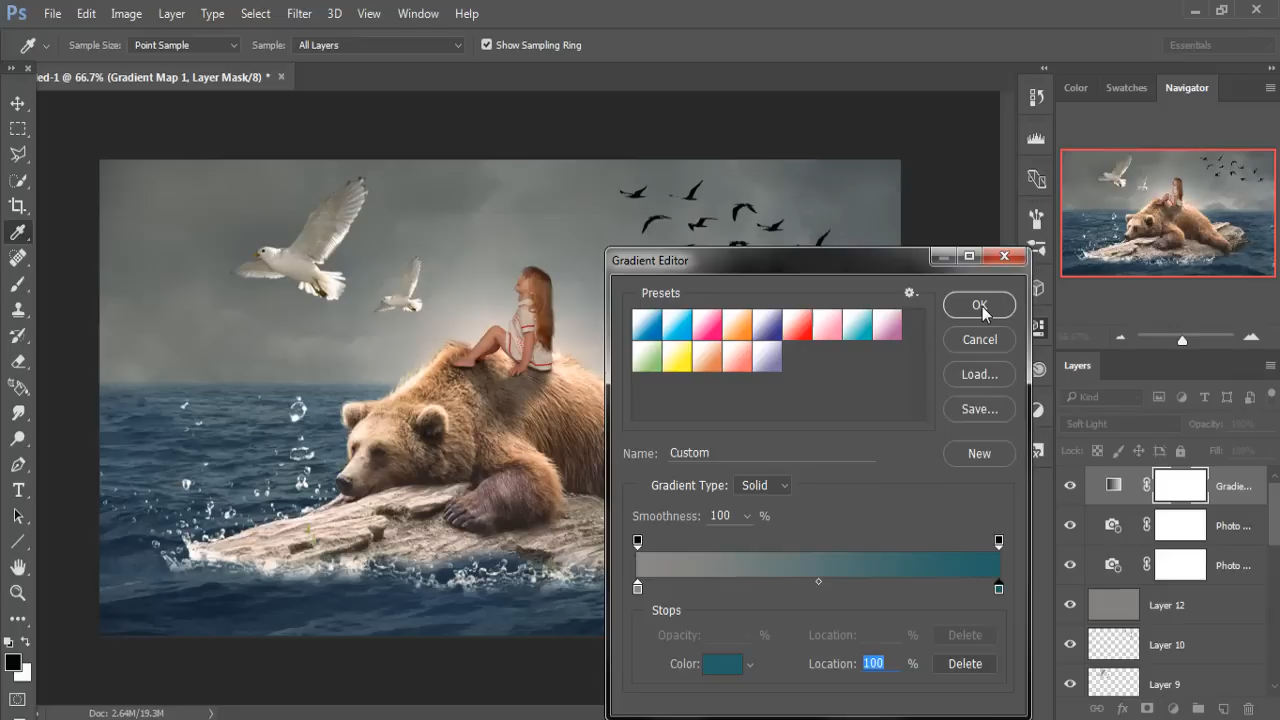 Ps File Edit Image Layer Type Select Filter 3D View Window Help
Sample Size: Point Sample Sample: All Layers Show Sampling Ring Essentials
ed-1 @ 66.7% (Gradient Map 1, Layer Mask/8) *
Color Swatches Navigator
Gradient Editor
Presets
OK
Cancel
Load...
Save...
Name: Custom New
Gradient Type: Solid
Smoothness: 100 %
Stops
Opacity: % Location: % Delete
Color: Location: 100 % Delete
66.67%
Layers
Kind
Soft Light Opacity: 100%
Lock: Fill: 100%
Gradie...
Photo ...
Photo ...
Layer 12
Layer 10
Layer 9
Doc: 2.64M/19.3M